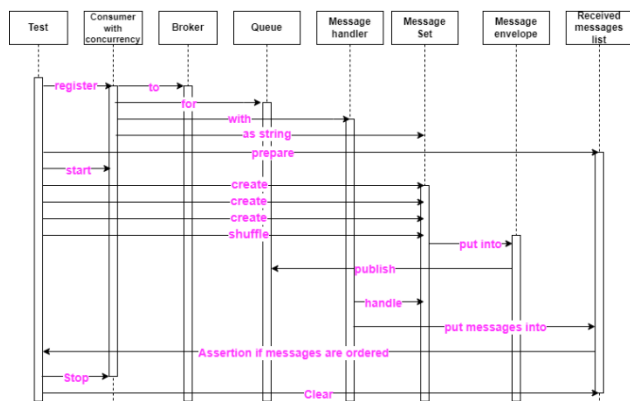 Test
Consumer
with
concurrency
Broker
Queue
Message
handler
Message
Set
Message
envelope
Received
messages
list
register
to
for
with
as string
prepare
start
create
create
create
shuffle
put into
publish
handle
put messages into
Assertion if messages are ordered
Stop
Clear